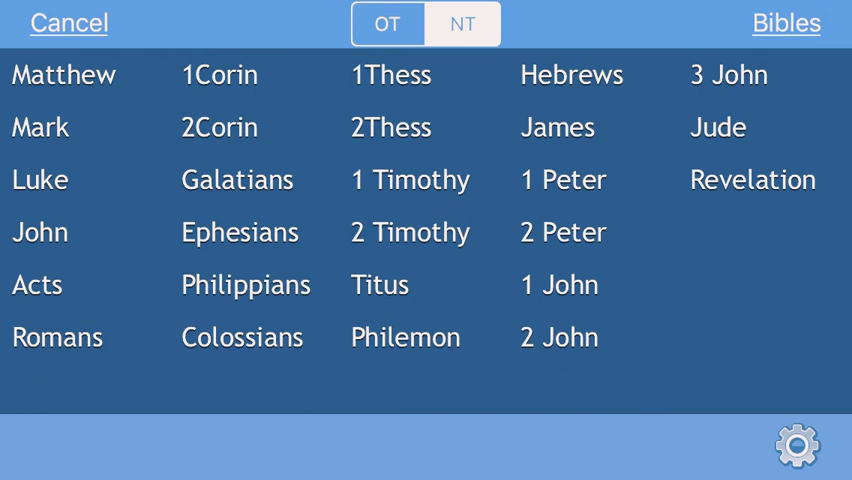 Cancel OT NT Bibles
Matthew 1Corin 1Thess Hebrews 3 John
Mark 2Corin 2Thess James Jude
Luke Galatians 1 Timothy 1 Peter Revelation
John Ephesians 2 Timothy 2 Peter
Acts Philippians Titus 1 John
Romans Colossians Philemon 2 John